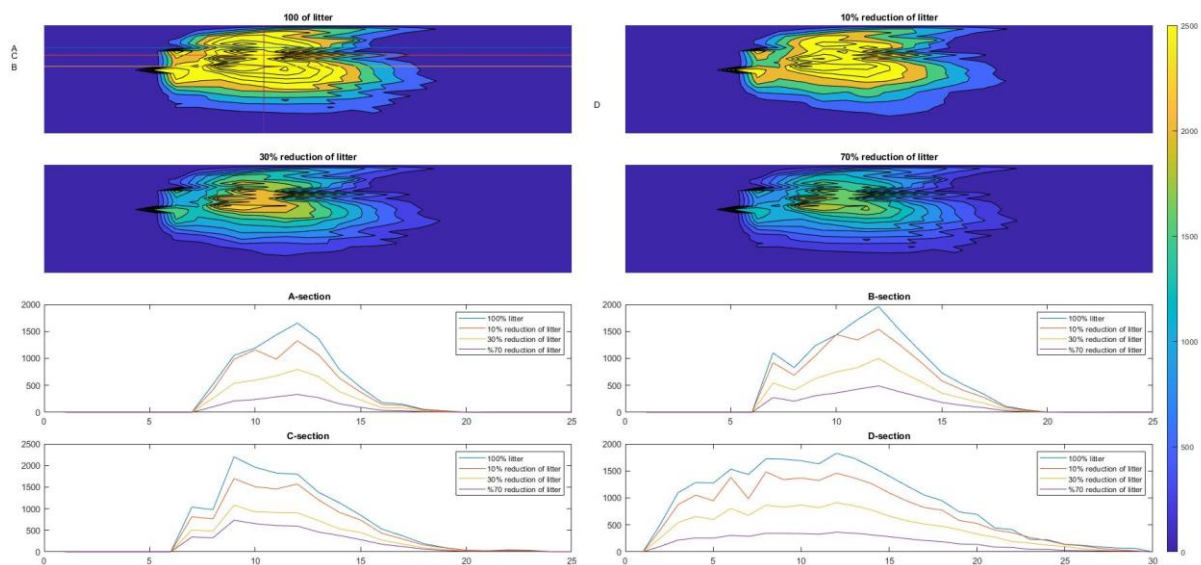 100 of litter
10% reduction of litter
A
C
B
D
2500
2000
1500
1000
500
0
30% reduction of litter
70% reduction of litter
A-section
2000
1500
1000
500
0
0 5 10 15 20 25
100% litter
10% reduction of litter
30% reduction of litter
%70 reduction of litter
B-section
2000
1500
1000
500
0
0 5 10 15 20 25
100% litter
10% reduction of litter
30% reduction of litter
%70 reduction of litter
C-section
2500
2000
1500
1000
500
0
0 5 10 15 20 25
100% litter
10% reduction of litter
30% reduction of litter
%70 reduction of litter
D-section
2000
1500
1000
500
0
0 5 10 15 20 25 30
100% litter
10% reduction of litter
30% reduction of litter
%70 reduction of litter